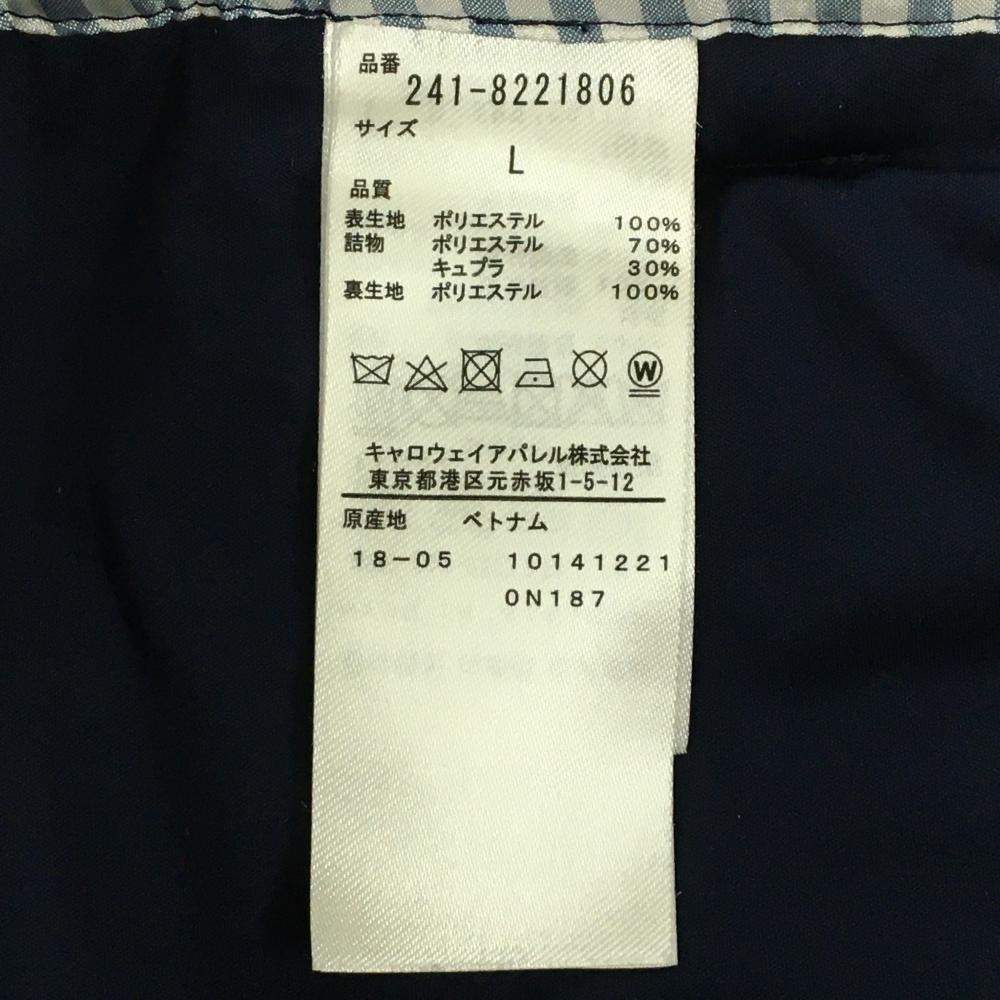 品番
241-8221806
サイズ
L
品質
表生地 ポリエステル 100%
詰物 ポリエステル 70%
キュプラ 30%
裏生地 ポリエステル 100%
W
キャロウェイアパレル株式会社
東京都港区元赤坂1-5-12
原産地 ベトナム
18-05 10141221
0N187